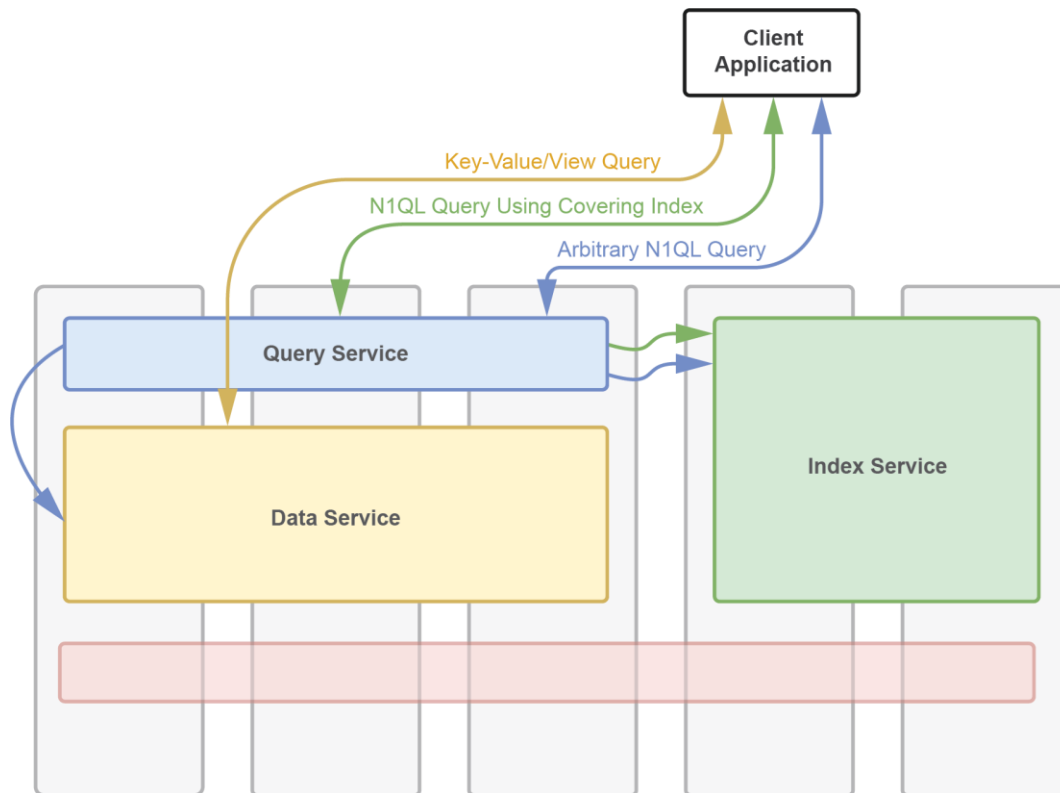 Client
Application
Key-Value/View Query
N1QL Query Using Covering Index
Arbitrary N1QL Query
Query Service
Index Service
Data Service